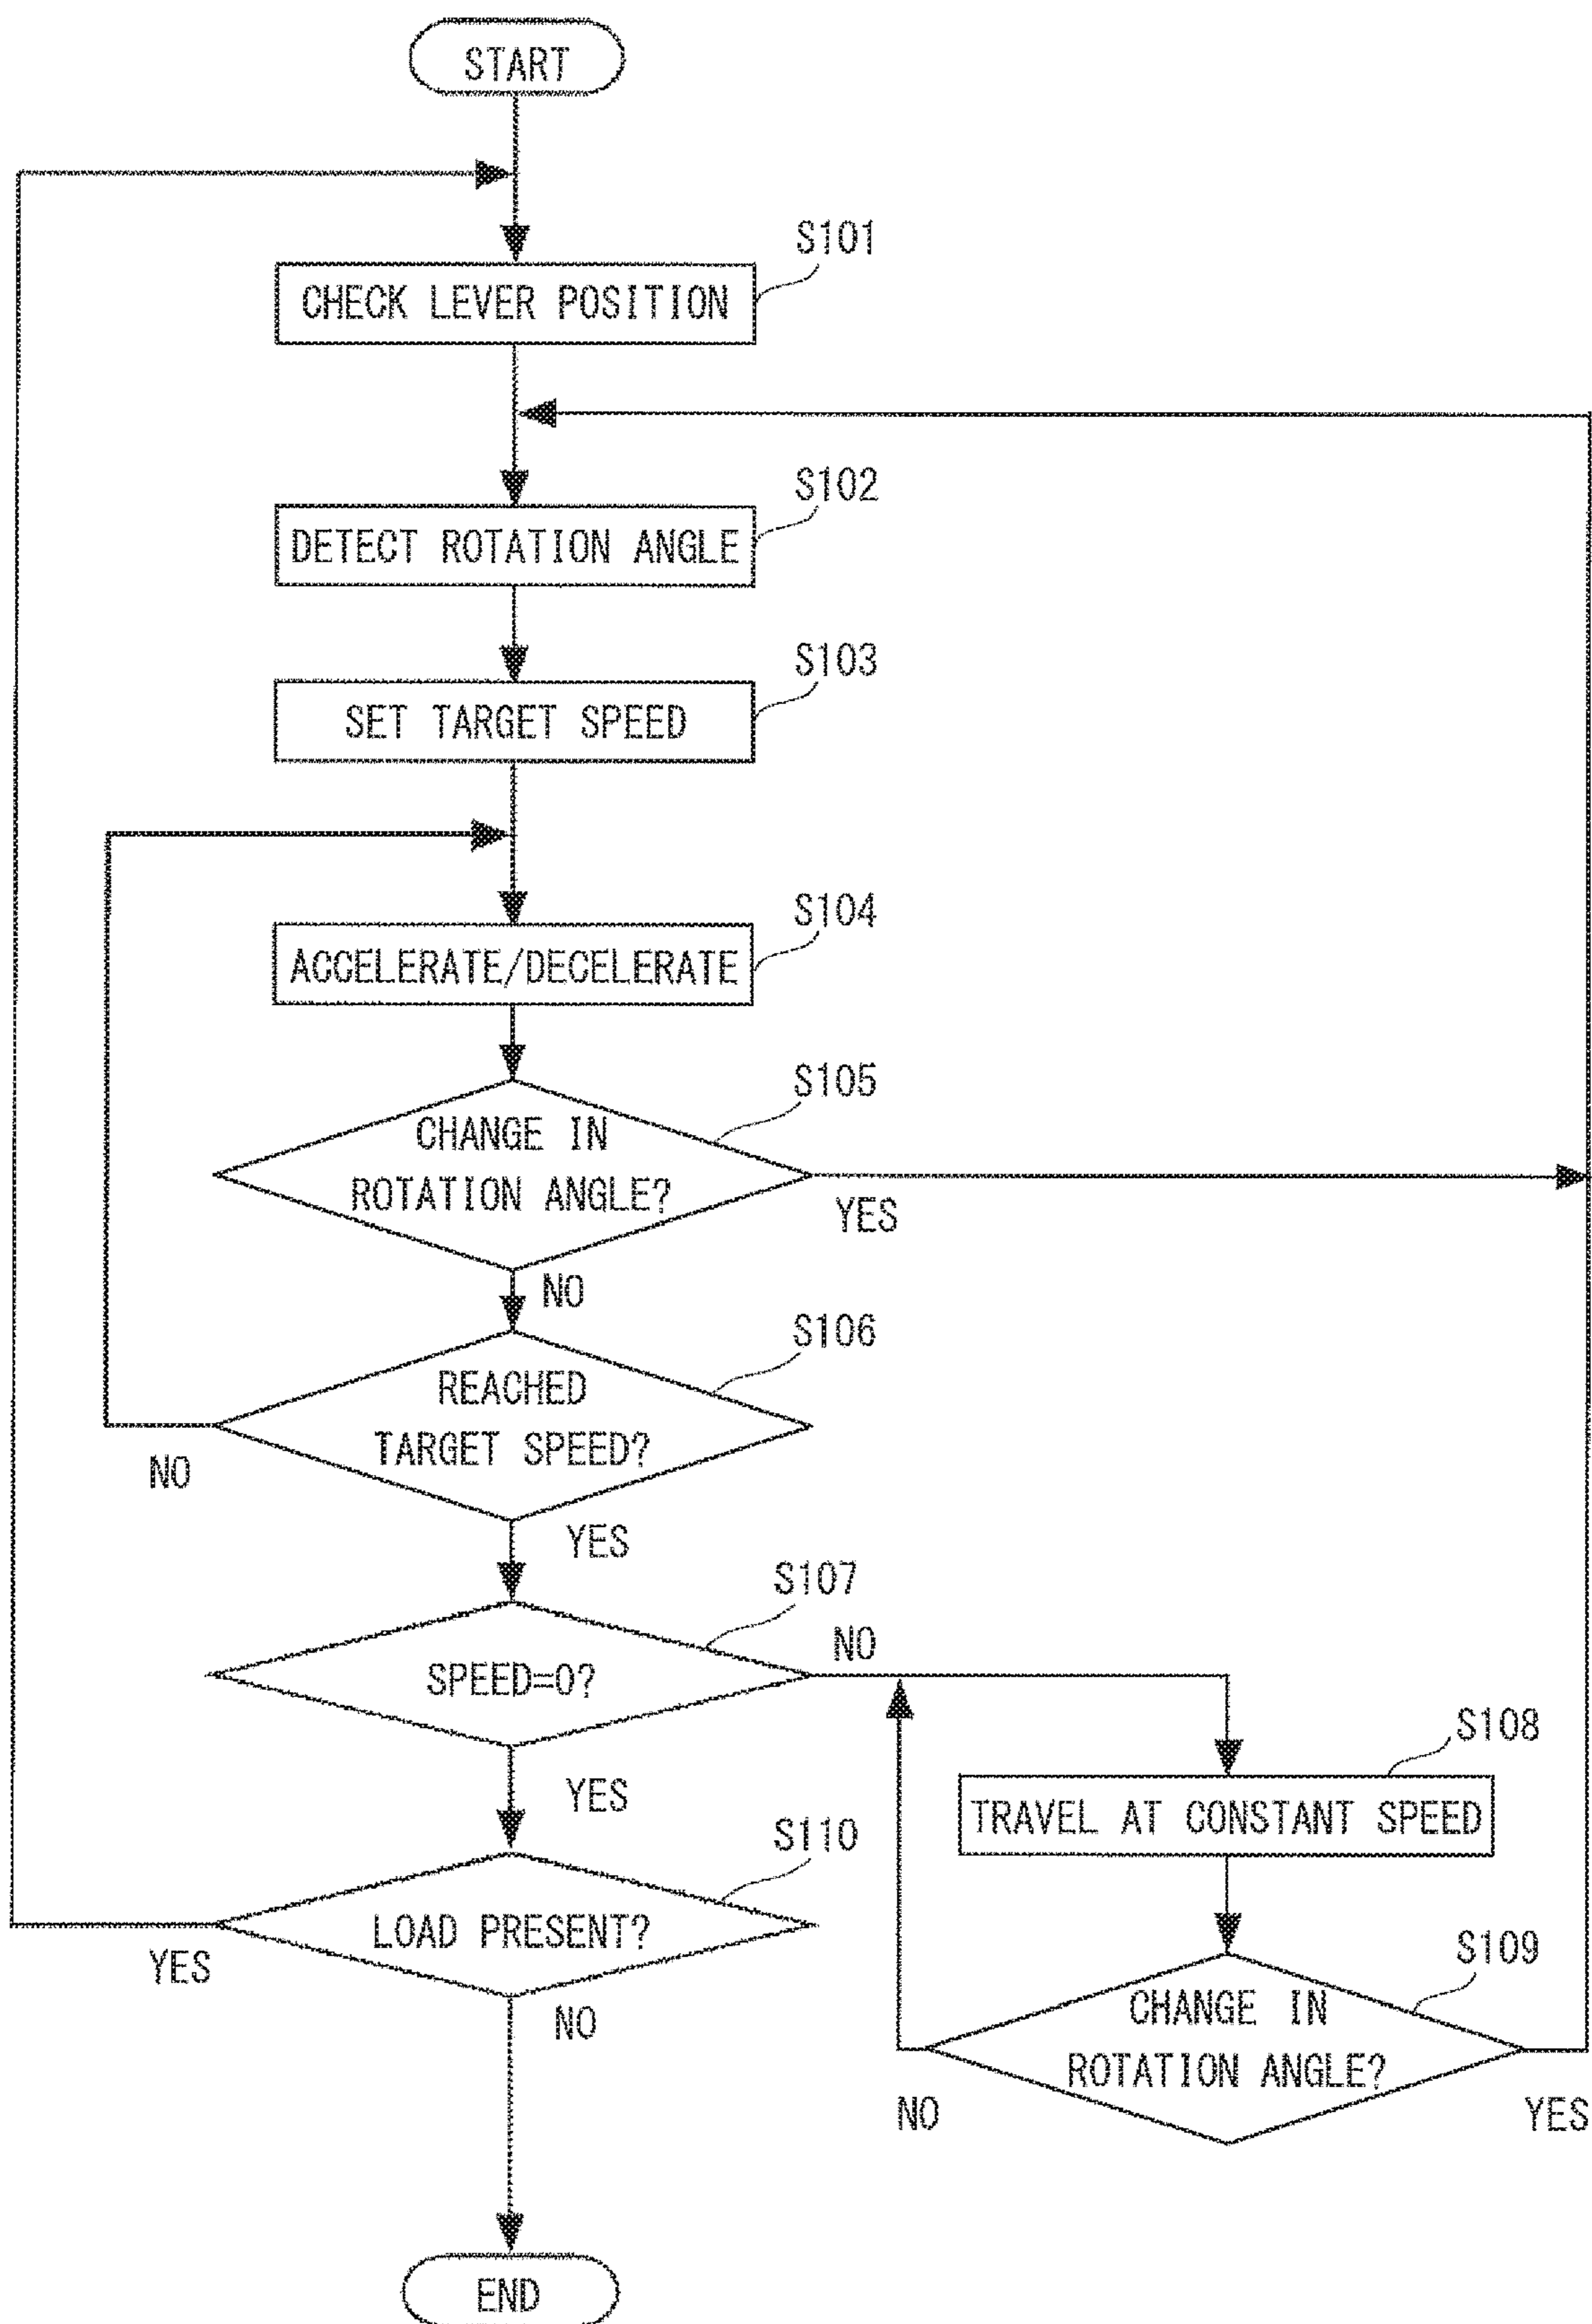 START
S101
CHECK LEVER POSITION
S102
DETECT ROTATION ANGLE
S103
SET TARGET SPEED
S104
ACCELERATE/DECELERATE
S105
CHANGE IN
ROTATION ANGLE?
YES
NO
S106
REACHED
TARGET SPEED?
NO
YES
S107
NO
SPEED=0?
S108
YES
TRAVEL AT CONSTANT SPEED
S110
LOAD PRESENT?
YES
S109
NO
CHANGE IN
ROTATION ANGLE?
NO
YES
END